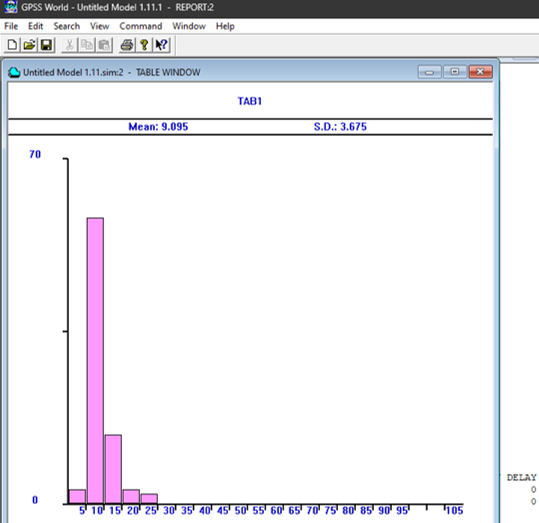 GPSS World - Untitled Model 1.11.1 - REPORT:2
File Edit Search View Command Window Help
Untitled Model 1.11.sim:2 - TABLE WINDOW
TAB1
Mean: 9.095 S.D.: 3.675
70
0
5 10 15 20 25 30 35 40 45 50 55 60 65 70 75 80 85 90 95 105
DELAY
0
0